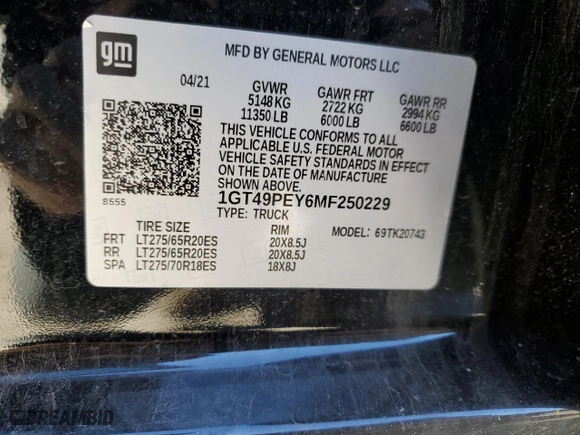 gm
MFD BY GENERAL MOTORS LLC
04/21
GVWR
5148 KG
11350 LB
GAWR FRT
2722 KG
6000 LB
GAWR RR
2994 KG
6600 LB
THIS VEHICLE CONFORMS TO ALL
APPLICABLE U.S. FEDERAL MOTOR
VEHICLE SAFETY STANDARDS IN EFFECT
ON THE DATE OF MANUFACTURE
SHOWN ABOVE.
8555
1GT49PEY6MF250229
TYPE: TRUCK
MODEL: 69TK20743
TIRE SIZE RIM
FRT LT275/65R20ES 20X8.5J
RR LT275/65R20ES 20X8.5J
SPA LT275/70R18ES 18X8J
DREAMBID